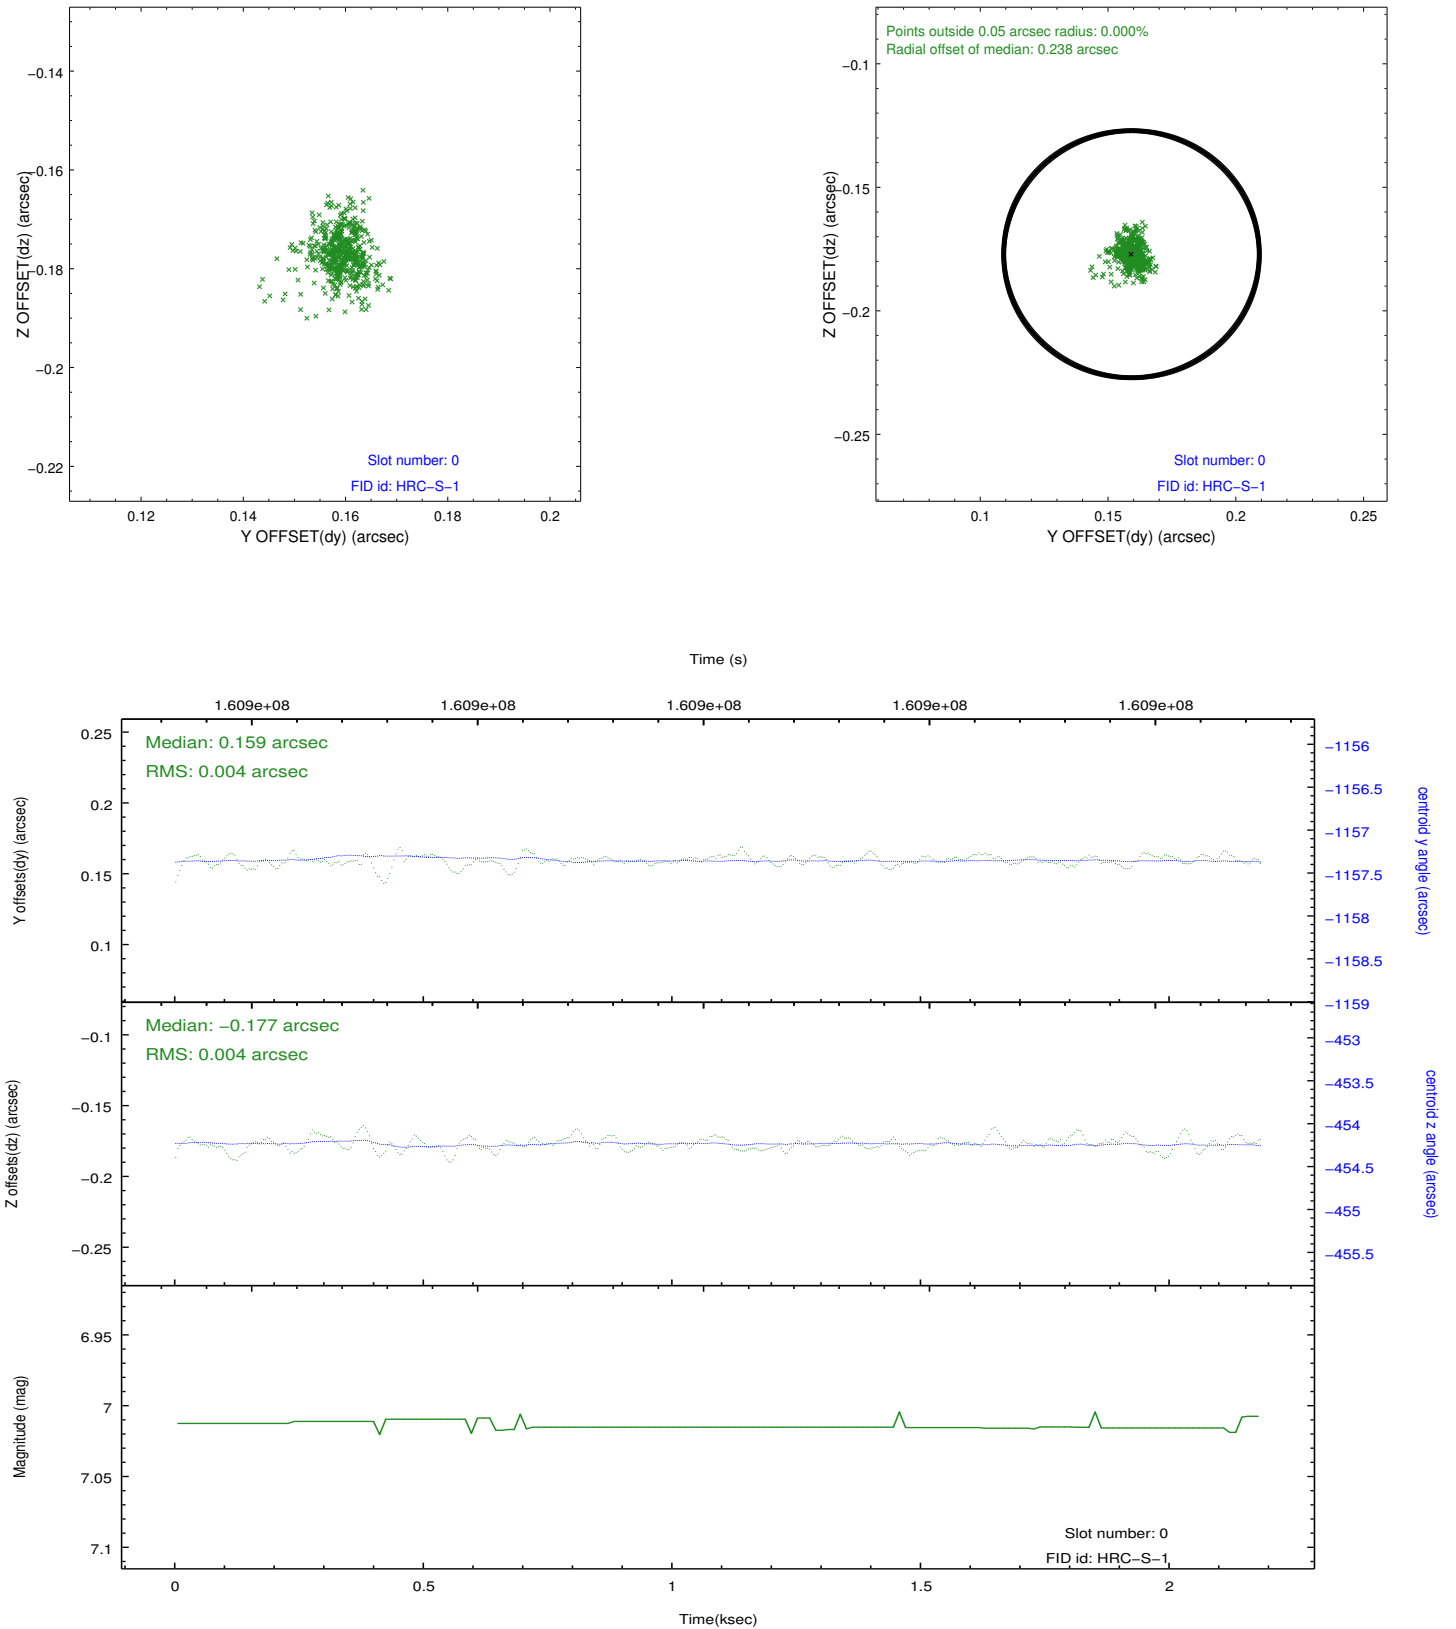 −0.14
−0.16
−0.18
−0.2
−0.22
Z OFFSET(dz) (arcsec)
Slot number: 0
FID id: HRC−S−1
0.12 0.14 0.16 0.18 0.2
Y OFFSET(dy) (arcsec)
Points outside 0.05 arcsec radius: 0.000%
Radial offset of median: 0.238 arcsec
−0.1
−0.15
−0.2
−0.25
Z OFFSET(dz) (arcsec)
Slot number: 0
FID id: HRC−S−1
0.1 0.15 0.2 0.25
Y OFFSET(dy) (arcsec)
Time (s)
1.609e+08 1.609e+08 1.609e+08 1.609e+08 1.609e+08
Median: 0.159 arcsec
RMS: 0.004 arcsec
0.25
0.2
0.15
0.1
Y offsets(dy) (arcsec)
−1156
−1156.5
−1157
−1157.5
−1158
−1158.5
−1159
centroid y angle (arcsec)
Median: −0.177 arcsec
RMS: 0.004 arcsec
−0.1
−0.15
−0.2
−0.25
Z offsets(dz) (arcsec)
−453
−453.5
−454
−454.5
−455
−455.5
centroid z angle (arcsec)
6.95
7
7.05
7.1
Magnitude (mag)
Slot number: 0
FID id: HRC−S−1
0 0.5 1 1.5 2
Time(ksec)